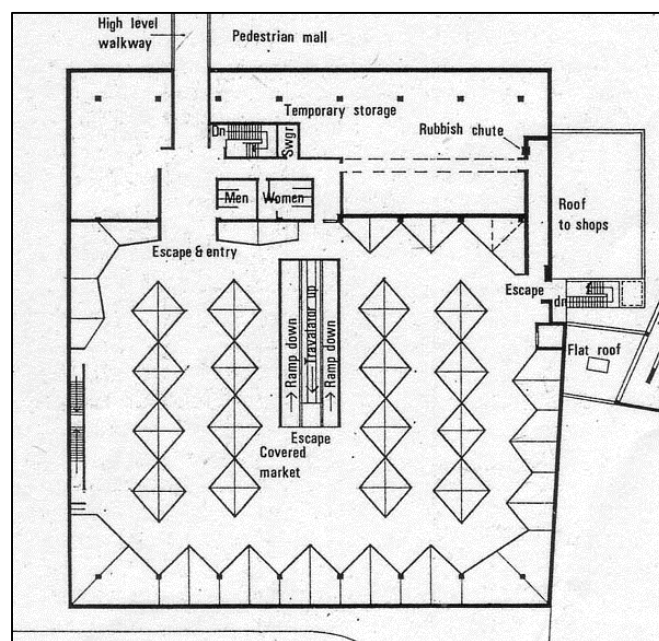 High level
walkway
Pedestrian mall
Temporary storage
Rubbish chute
Dn
Swgr
Men
Women
Roof
to shops
Escape & entry
Escape
dn
Ramp down
Travalator up
Ramp down
Flat roof
Escape
Covered
market